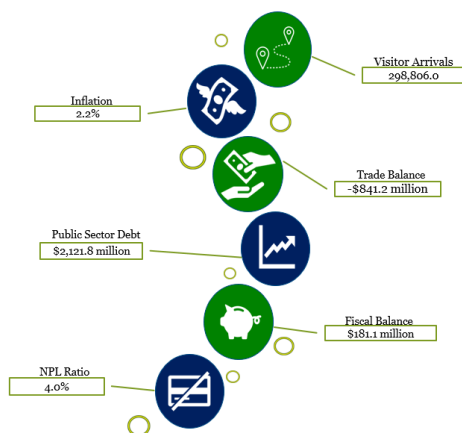 Visitor Arrivals
298,806.0
Inflation
2.2%
Trade Balance
-$841.2 million
Public Sector Debt
$2,121.8 million
Fiscal Balance
$181.1 million
NPL Ratio
4.0%